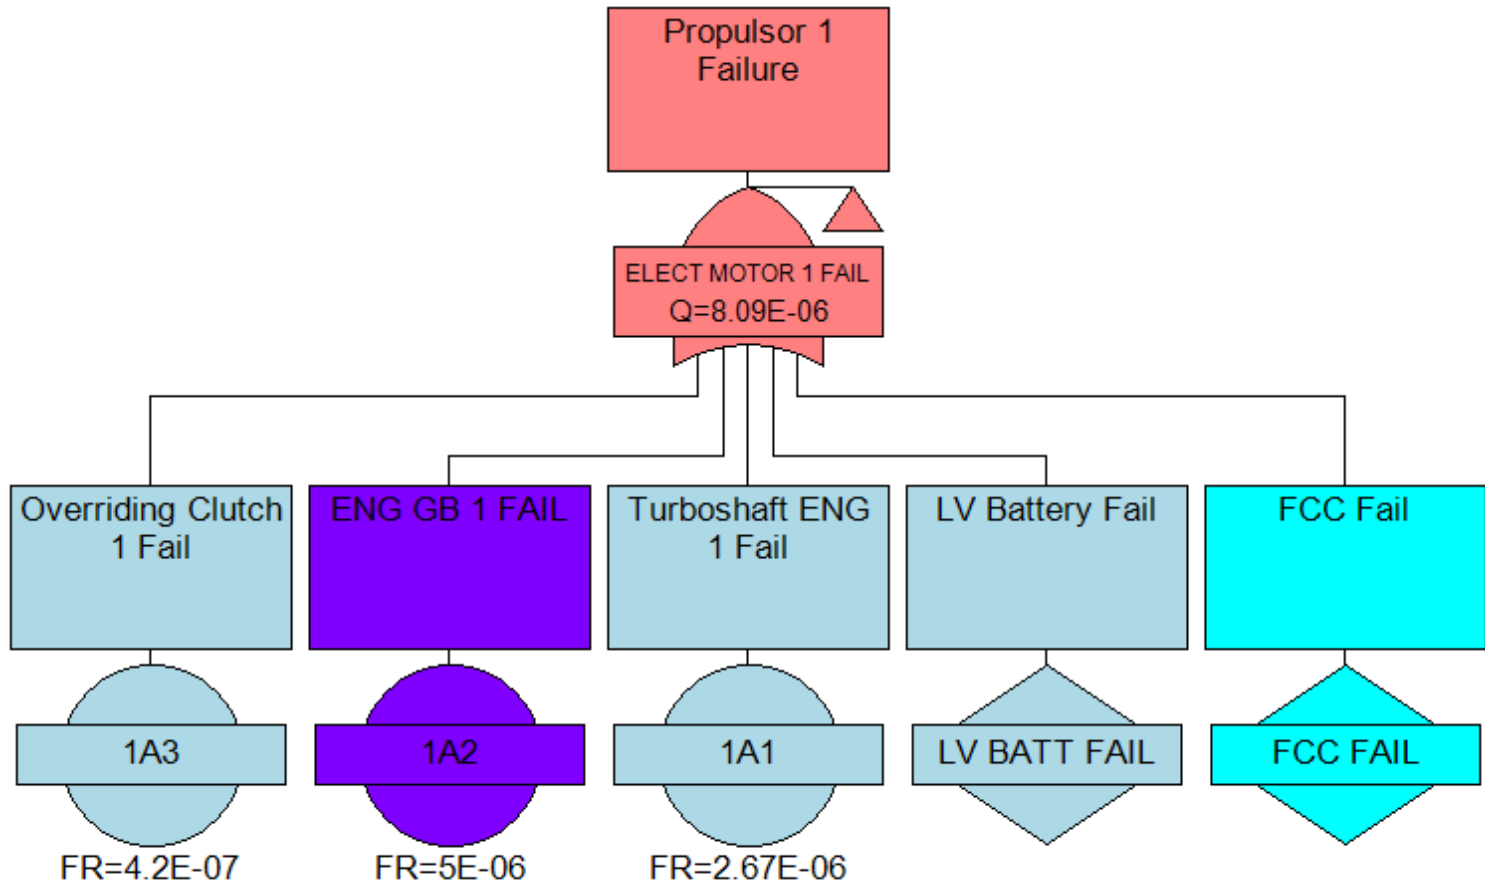 Propulsor 1
Failure
ELECT MOTOR 1 FAIL
Q=8.09E-06
Overriding Clutch
1 Fail
ENG GB 1 FAIL
Turboshaft ENG
1 Fail
LV Battery Fail
FCC Fail
1A3
1A2
1A1
LV BATT FAIL
FCC FAIL
FR=4.2E-07
FR=5E-06
FR=2.67E-06